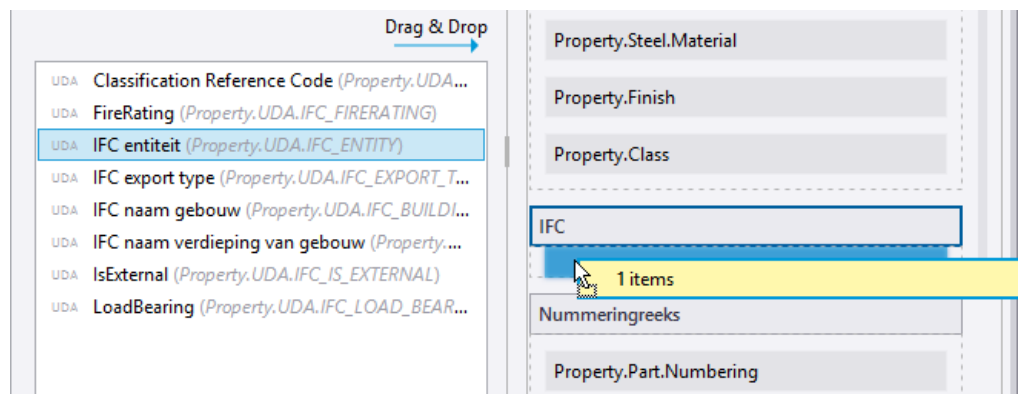 Drag & Drop
UDA Classification Reference Code (Property.UDA...
UDA FireRating (Property.UDA.IFC_FIRERATING)
UDA IFC entiteit (Property.UDA.IFC_ENTITY)
UDA IFC export type (Property.UDA.IFC_EXPORT_T...
UDA IFC naam gebouw (Property.UDA.IFC_BUILDI...
UDA IFC naam verdieping van gebouw (Property....
UDA IsExternal (Property.UDA.IFC_IS_EXTERNAL)
UDA LoadBearing (Property.UDA.IFC_LOAD_BEAR...
Property.Steel.Material
Property.Finish
Property.Class
IFC
1 items
Nummeringreeks
Property.Part.Numbering